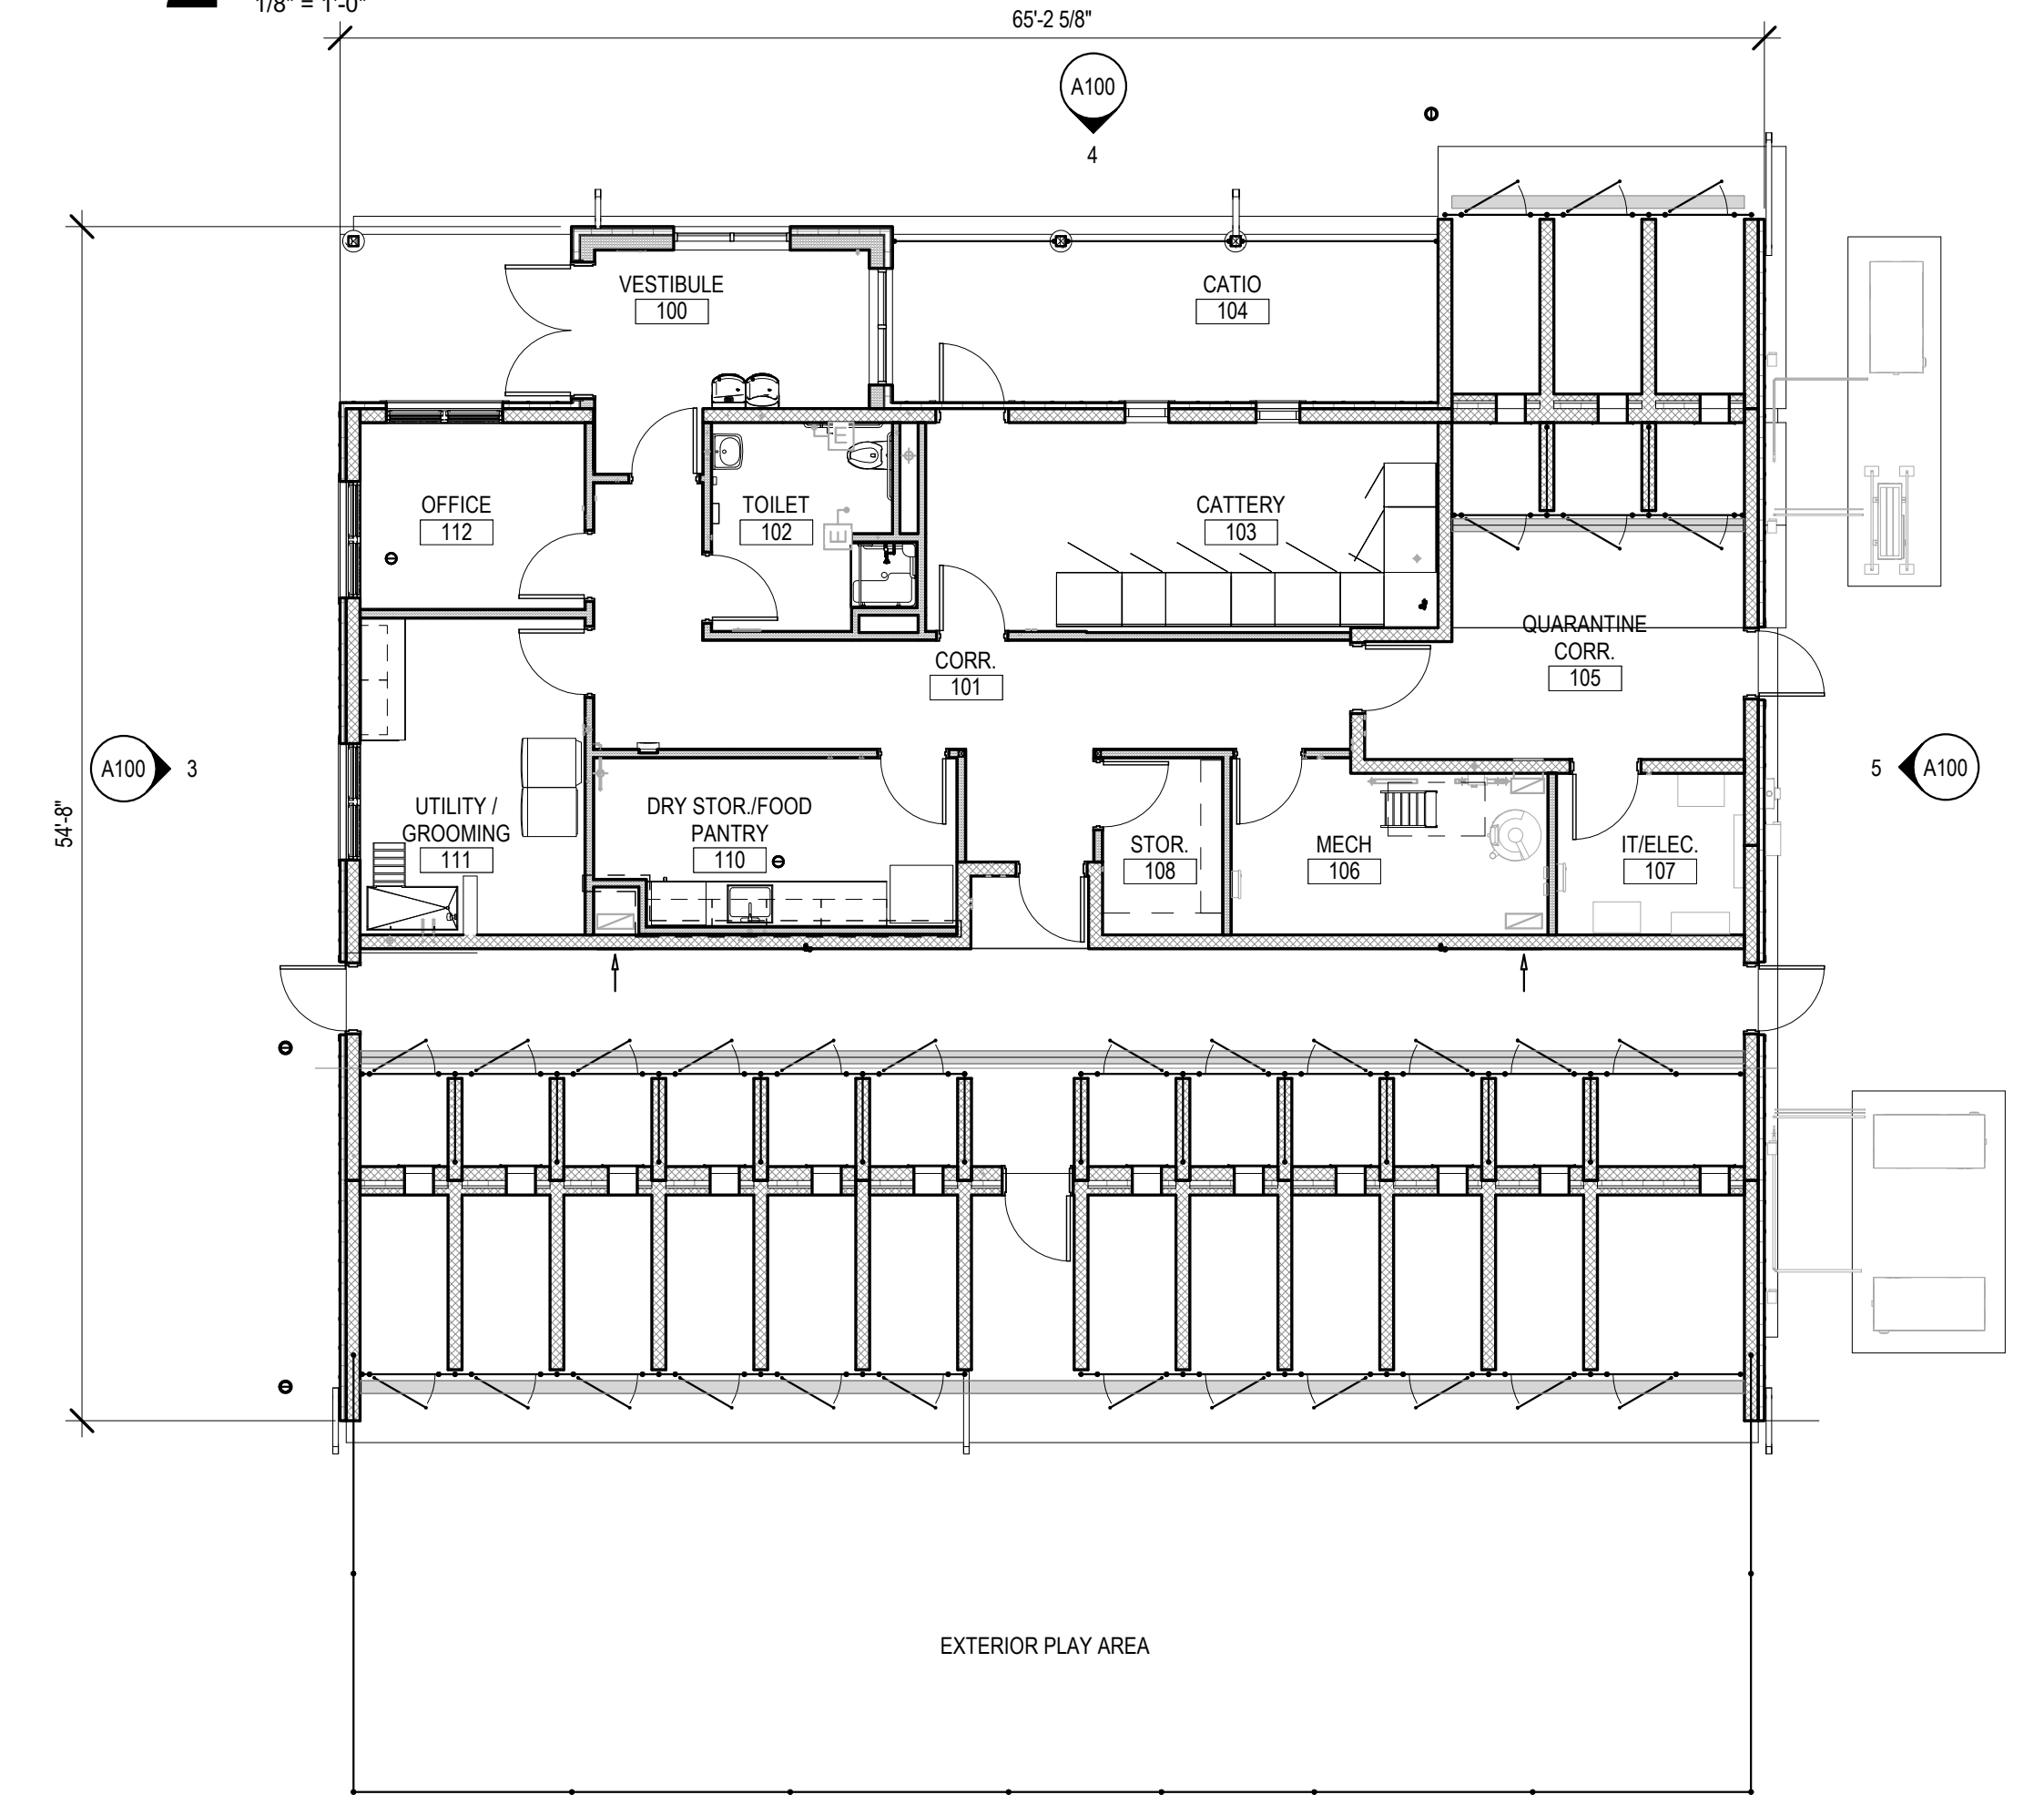 1/8" = 1'-0"
65'-2 5/8"
A100
4
VESTIBULE
100
CATIO
104
OFFICE
112
TOILET
102
E
E
CATTERY
103
QUARANTINE
CORR.
105
CORR.
101
A100
3
5
A100
54'-8"
UTILITY /
GROOMING
111
DRY STOR./FOOD
PANTRY
110
STOR.
108
MECH
106
IT/ELEC.
107
EXTERIOR PLAY AREA